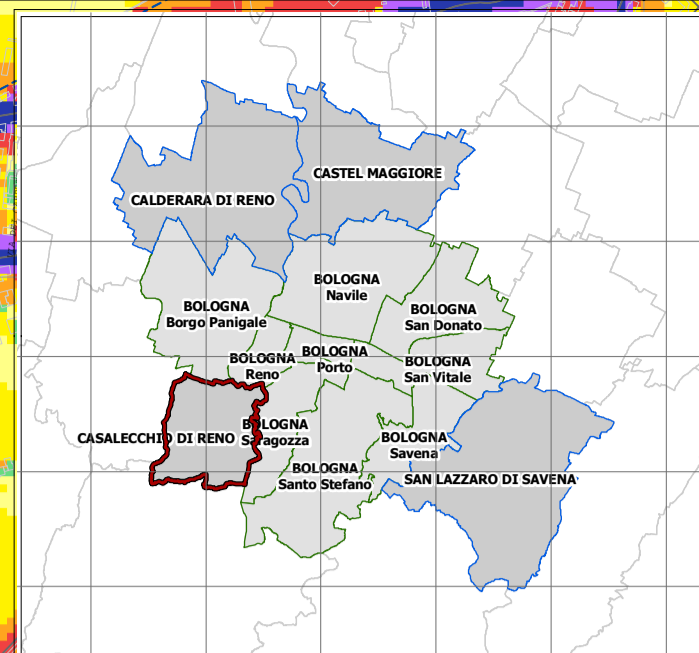 CASTEL MAGGIORE
CALDERARA DI RENO
BOLOGNA
Navile
BOLOGNA
Borgo Panigale
BOLOGNA
San Donato
BOLOGNA
Porto
BOLOGNA
Reno
BOLOGNA
San Vitale
BOLOGNA
Saragozza
CASALECCHIO DI RENO
BOLOGNA
Savena
BOLOGNA
Santo Stefano
SAN LAZZARO DI SAVENA